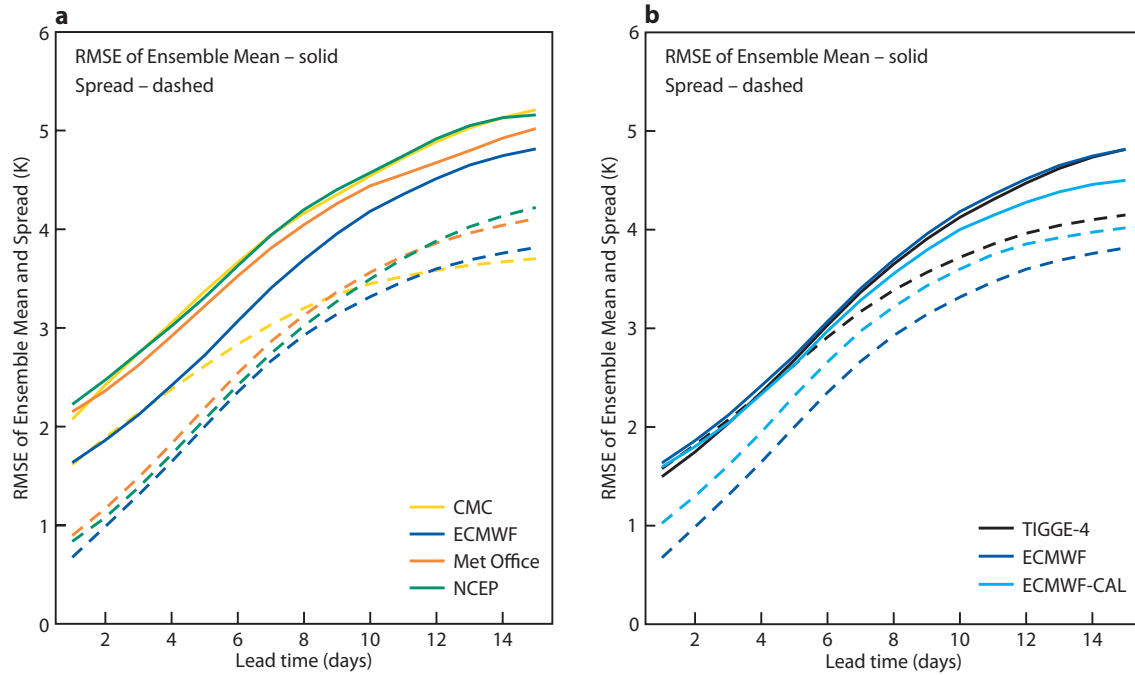 a
RMSE of Ensemble Mean – solid
Spread – dashed
RMSE of Ensemble Mean and Spread (K)
6
5
4
3
2
1
0
CMC
ECMWF
Met Office
NCEP
2 4 6 8 10 12 14
Lead time (days)
b
RMSE of Ensemble Mean – solid
Spread – dashed
RMSE of Ensemble Mean and Spread (K)
6
5
4
3
2
1
0
TIGGE-4
ECMWF
ECMWF-CAL
2 4 6 8 10 12 14
Lead time (days)